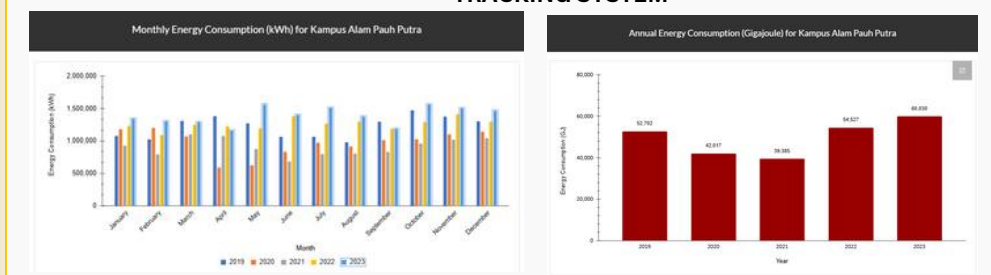 TRACKING SYSTEM
Monthly Energy Consumption (kWh) for Kampus Alam Pauh Putra
2,000,000
1,500,000
1,000,000
500,000
0
Energy Consumption (kWh)
January
February
March
April
May
June
July
August
September
October
November
December
Month
2019 2020 2021 2022 2023
Annual Energy Consumption (Gigajoule) for Kampus Alam Pauh Putra
80,000
60,000
40,000
20,000
0
Energy Consumption (GJ)
52,792
42,017
39,385
54,527
2019
2020
2021
2022
2023
Year